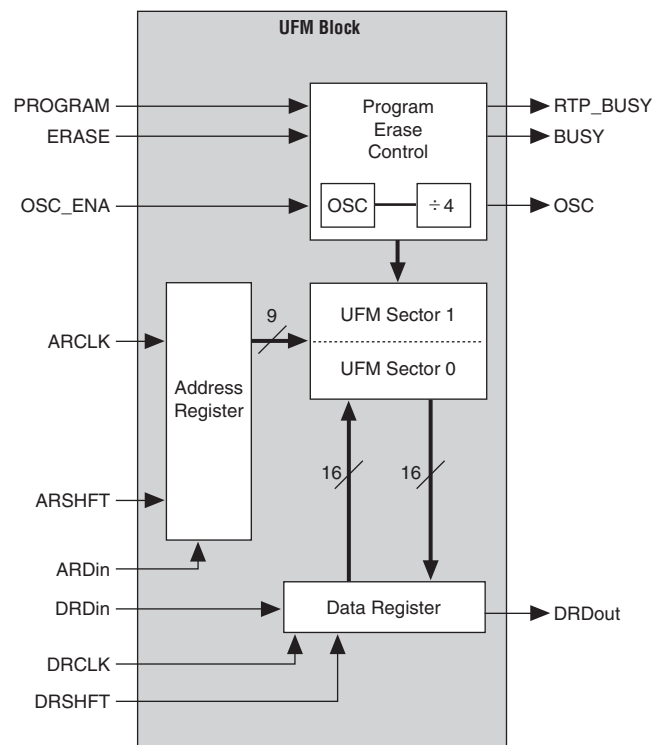 UFM Block
PROGRAM
ERASE
OSC_ENA
Program
Erase
Control
OSC
÷4
RTP_BUSY
BUSY
OSC
UFM Sector 1
UFM Sector 0
9
ARCLK
Address
Register
ARSHFT
16
16
ARDin
DRDin
Data Register
DRDout
DRCLK
DRSHFT